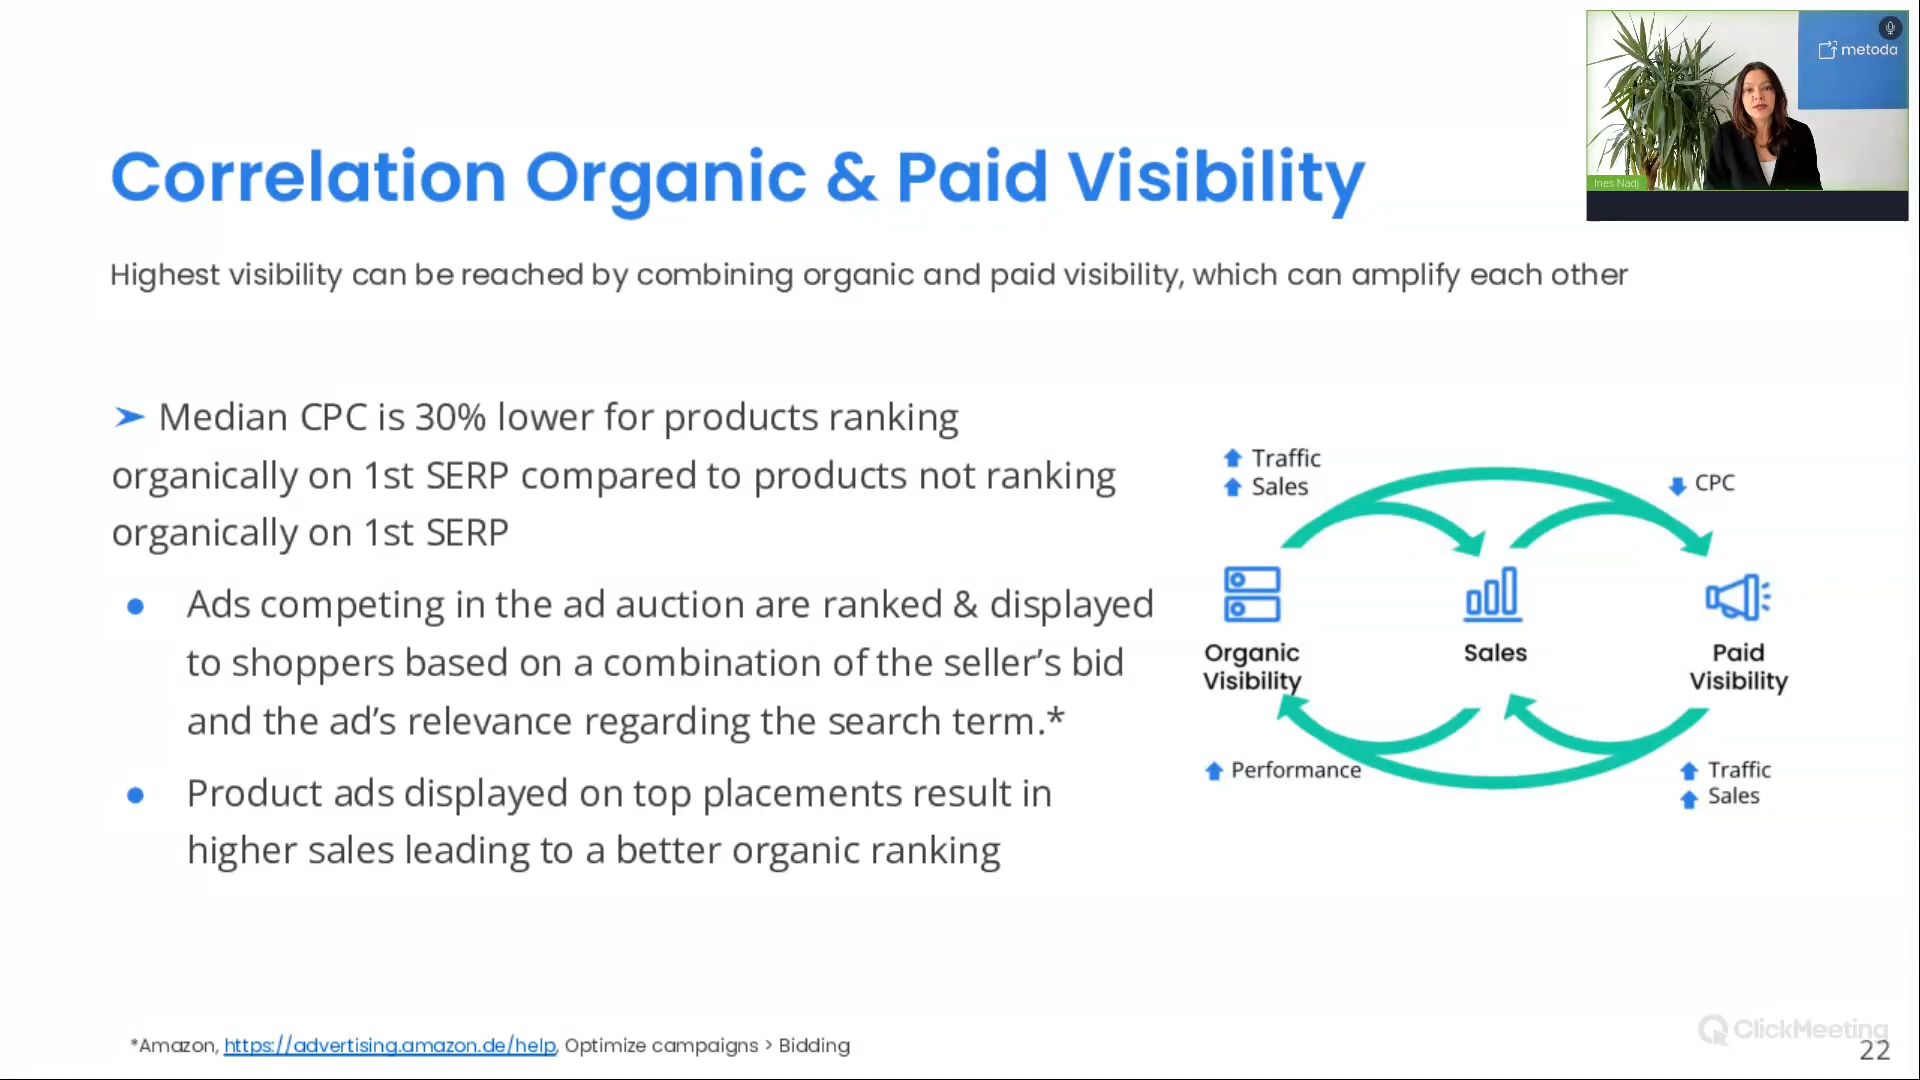 metoda
Ines Nadj
Correlation Organic & Paid Visibility
Highest visibility can be reached by combining organic and paid visibility, which can amplify each other
➤ Median CPC is 30% lower for products ranking
organically on 1st SERP compared to products not ranking
organically on 1st SERP
● Ads competing in the ad auction are ranked & displayed
to shoppers based on a combination of the seller’s bid
and the ad’s relevance regarding the search term.*
● Product ads displayed on top placements result in
higher sales leading to a better organic ranking
Traffic
Sales
CPC
Organic
Visibility
Sales
Paid
Visibility
Performance
Traffic
Sales
*Amazon, https://advertising.amazon.de/help, Optimize campaigns > Bidding
ClickMeeting
22